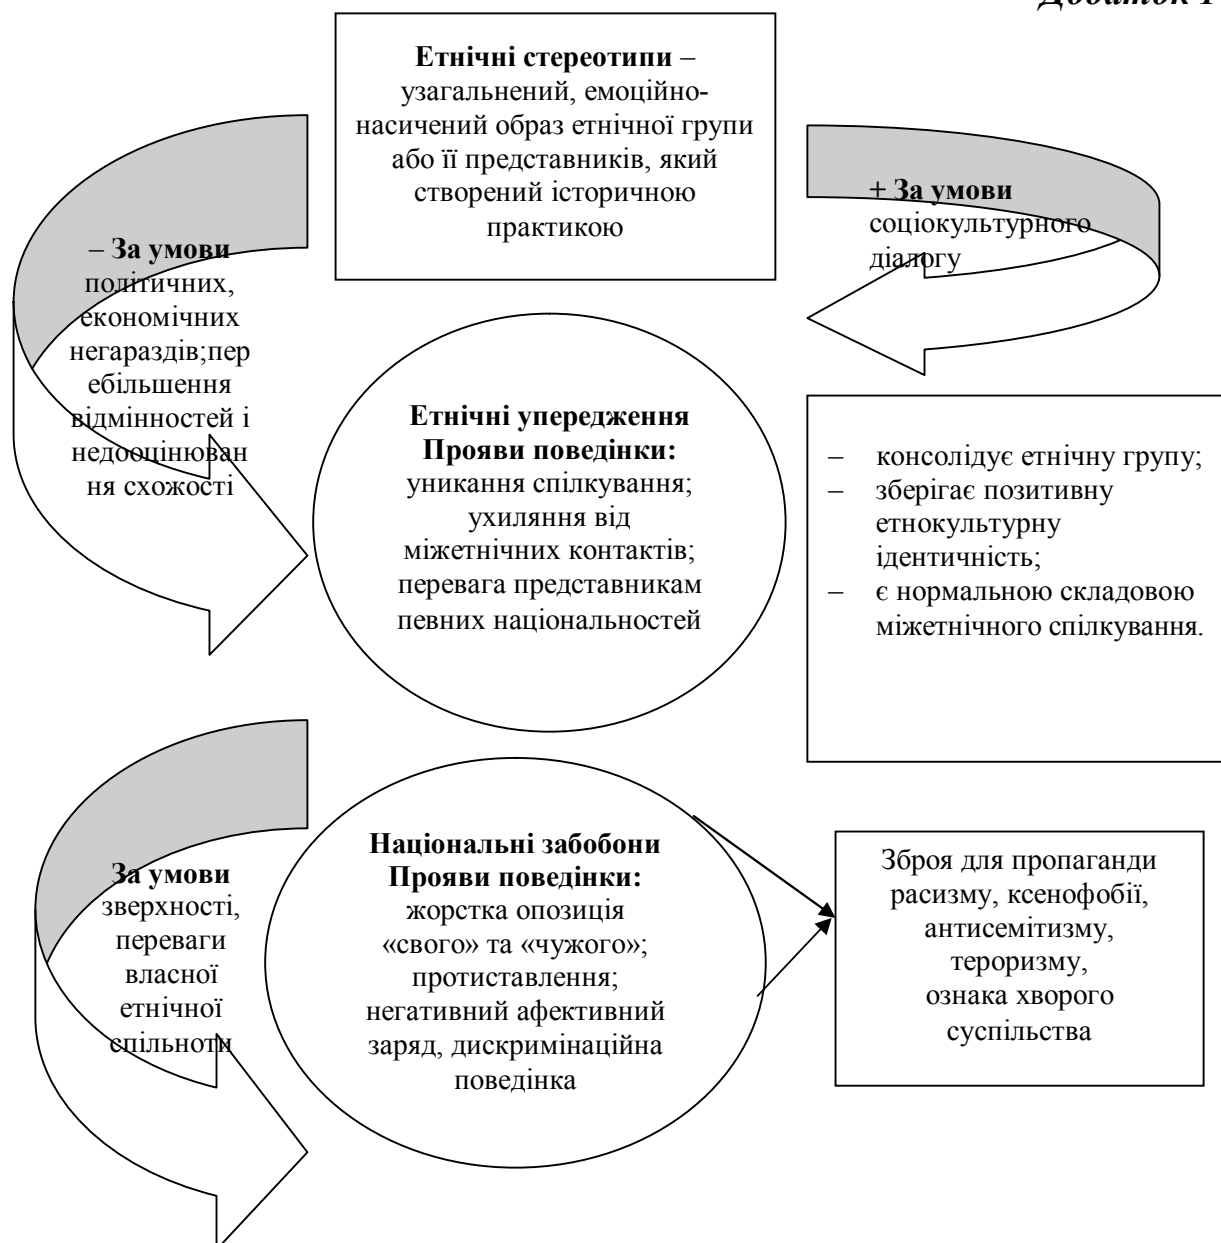 Додаток 1
Етнічні стереотипи –
узагальнений, емоційно-
насичений образ етнічної групи
або її представників, який
створений історичною
практикою
– За умови
політичних,
економічних
негараздів;пер
ебільшення
відмінностей і
недооцінюван
ня схожості
+ За умови
соціокультурного
діалогу
Етнічні упередження
Прояви поведінки:
уникання спілкування;
ухиляння від
міжетнічних контактів;
перевага представникам
певних національностей
– консолідує етнічну групу;
– зберігає позитивну
етнокультурну
ідентичність;
– є нормальною складовою
міжетнічного спілкування.
За умови
зверхності,
переваги
власної
етнічної
спільноти
Національні забобони
Прояви поведінки:
жорстка опозиція
«свого» та «чужого»;
протиставлення;
негативний афективний
заряд, дискримінаційна
поведінка
Зброя для пропаганди
расизму, ксенофобії,
антисемітизму,
тероризму,
ознака хворого
суспільства